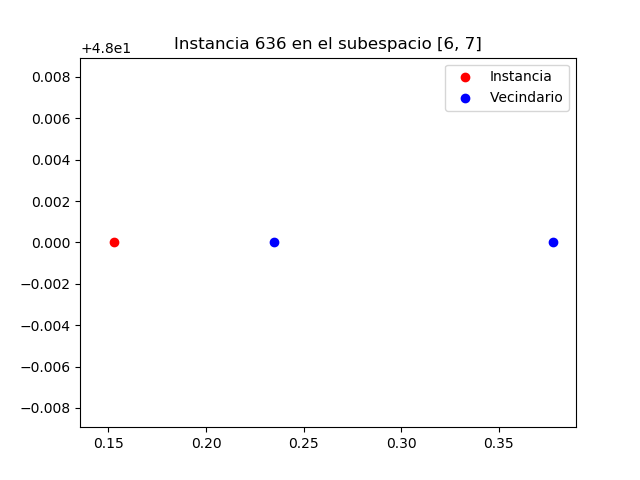 Instancia 636 en el subespacio [6, 7]
+4.8e1
Instancia
Vecindario
0.008
0.006
0.004
0.002
0.000
−0.002
−0.004
−0.006
−0.008
0.15 0.20 0.25 0.30 0.35